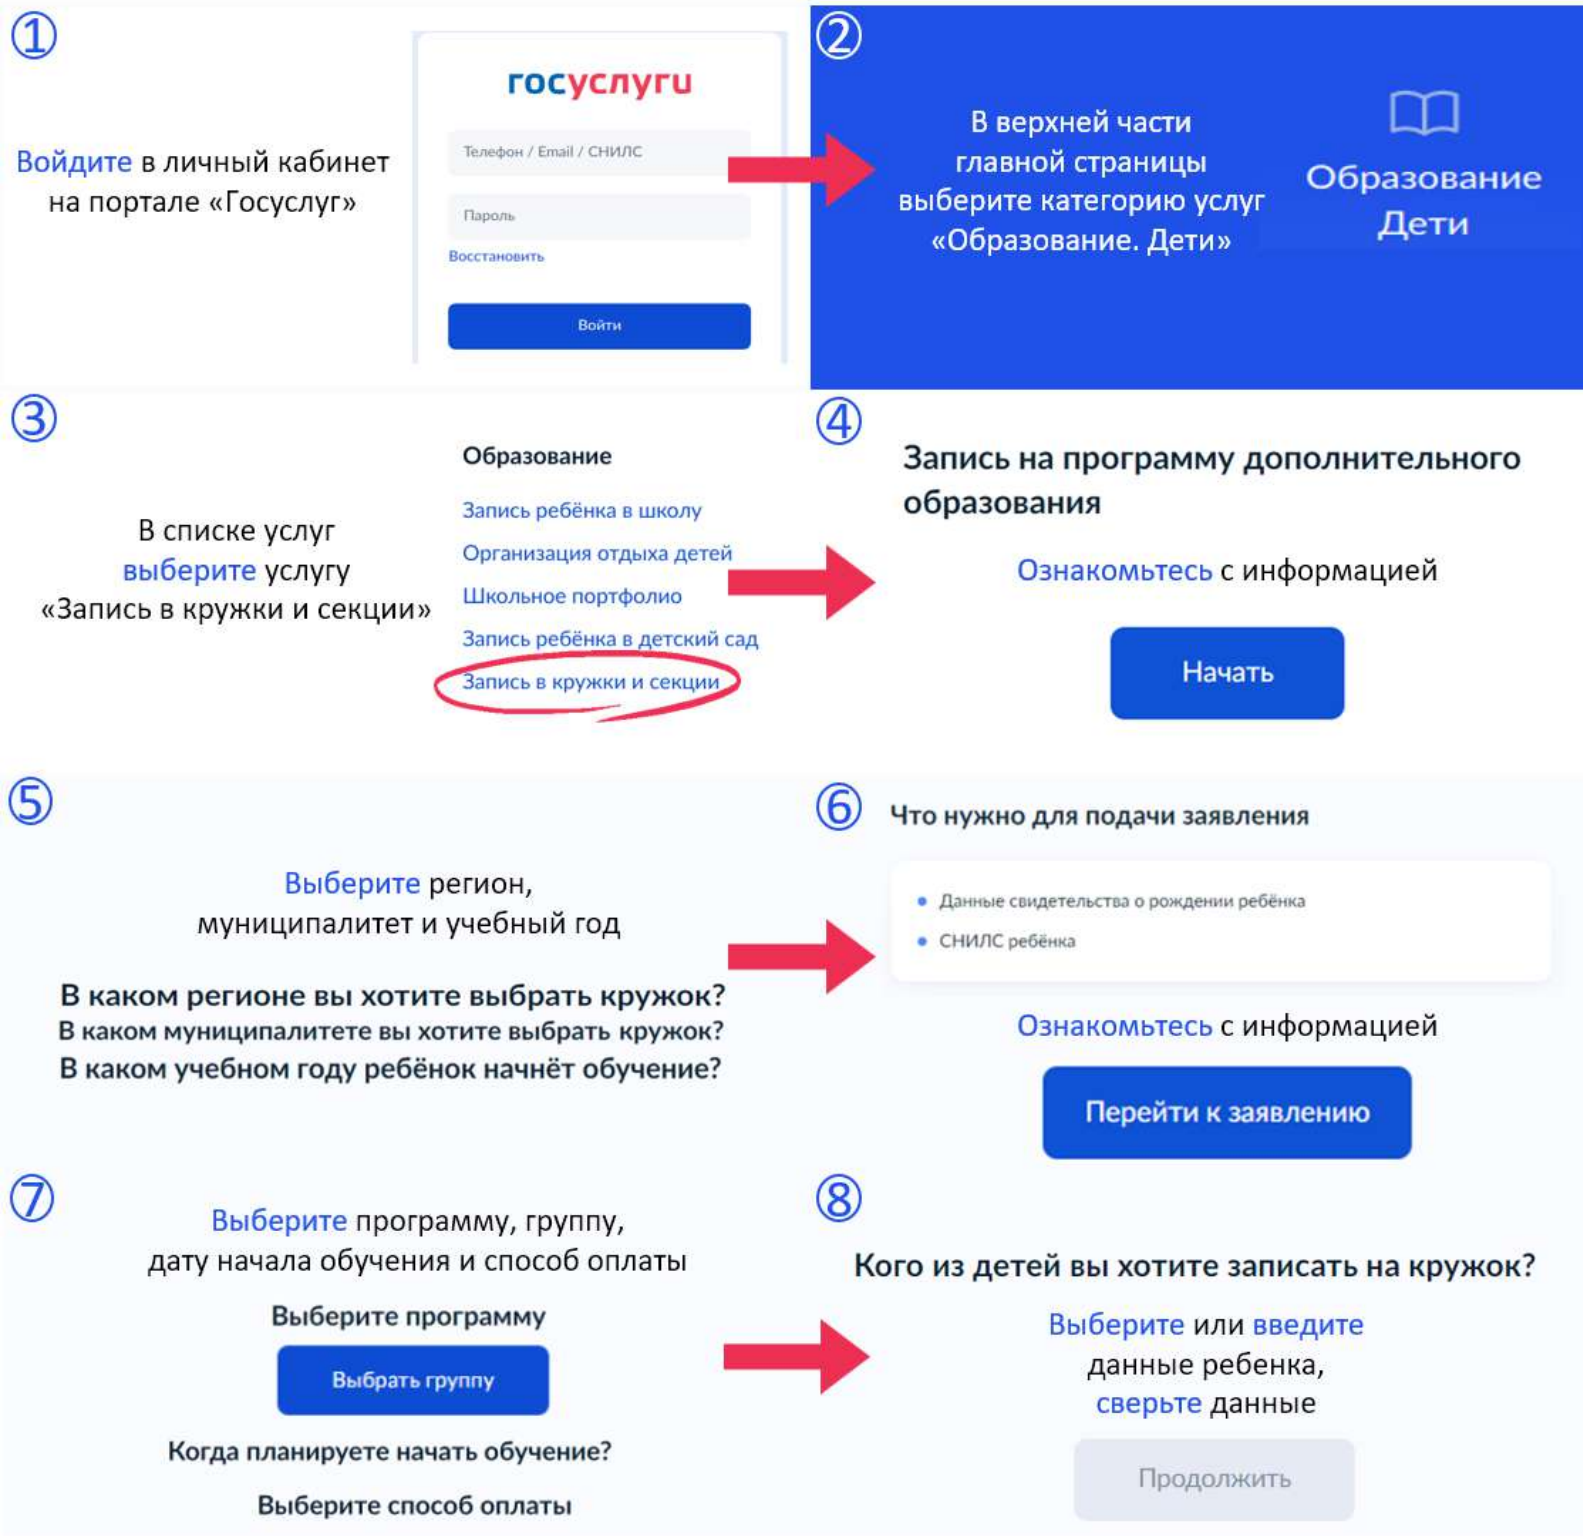 ①
Войдите в личный кабинет
на портале «Госуслуг»
госуслуги
Телефон / Email / СНИЛС
Пароль
Восстановить
Войти
②
В верхней части
главной страницы
выберите категорию услуг
«Образование. Дети»
Образование
Дети
③
В списке услуг
выберите услугу
«Запись в кружки и секции»
Образование
Запись ребёнка в школу
Организация отдыха детей
Школьное портфолио
Запись ребёнка в детский сад
Запись в кружки и секции
④
Запись на программу дополнительного
образования
Ознакомьтесь с информацией
Начать
⑤
Выберите регион,
муниципалитет и учебный год
В каком регионе вы хотите выбрать кружок?
В каком муниципалитете вы хотите выбрать кружок?
В каком учебном году ребёнок начнёт обучение?
⑥
Что нужно для подачи заявления
• Данные свидетельства о рождении ребёнка
• СНИЛС ребёнка
Ознакомьтесь с информацией
Перейти к заявлению
⑦
Выберите программу, группу,
дату начала обучения и способ оплаты
Выберите программу
Выбрать группу
Когда планируете начать обучение?
Выберите способ оплаты
⑧
Кого из детей вы хотите записать на кружок?
Выберите или введите
данные ребенка,
сверьте данные
Продолжить